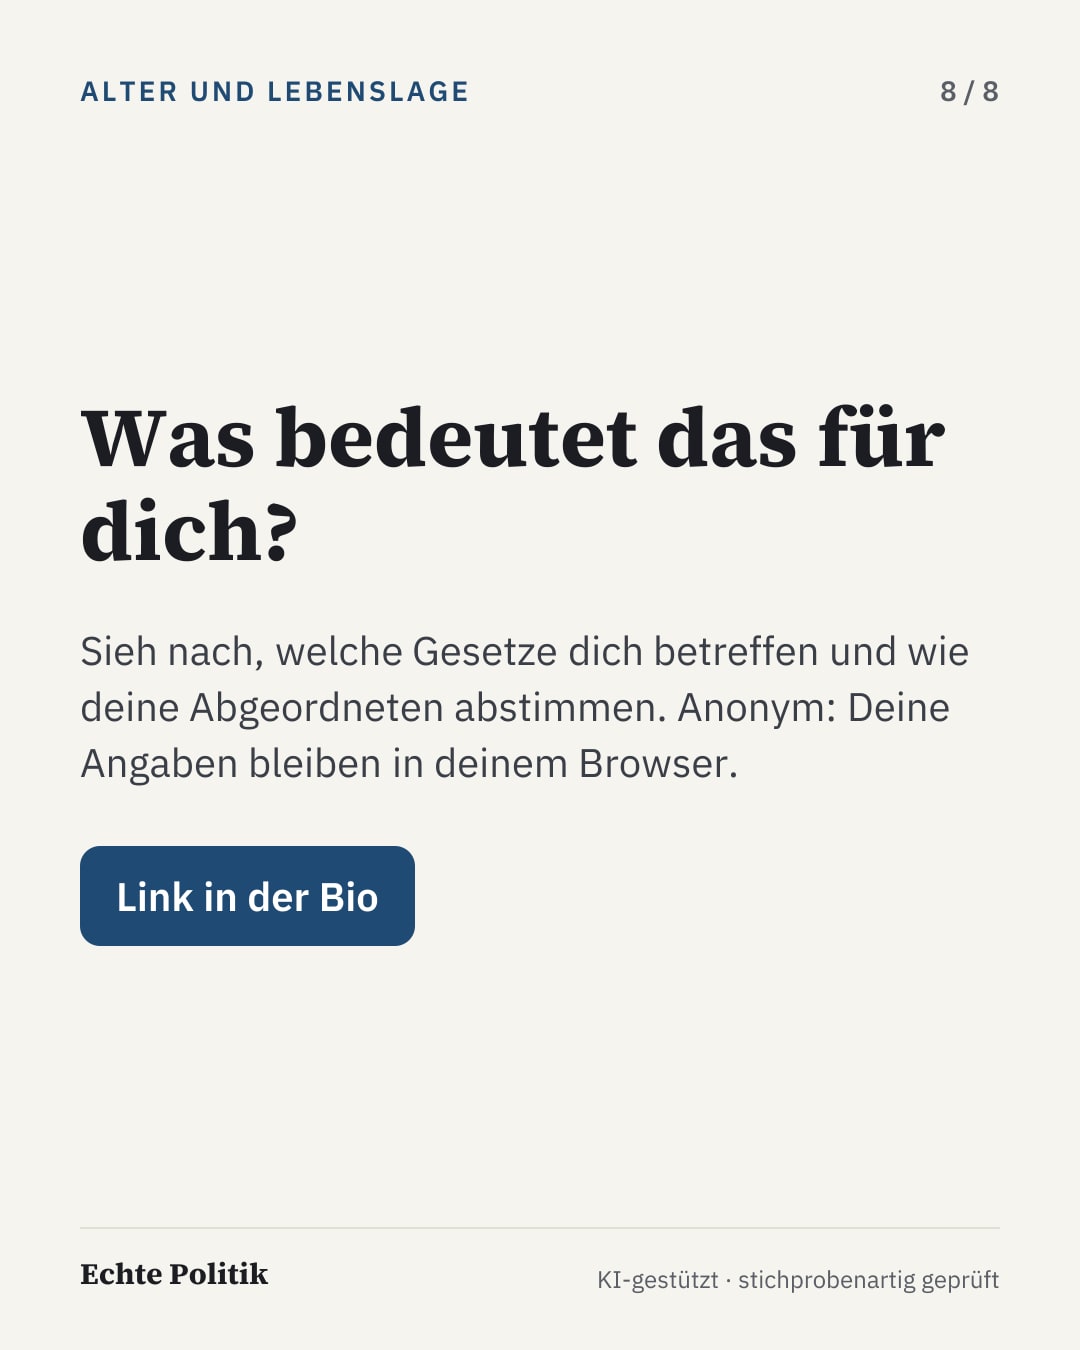 ALTER UND LEBENSLAGE
8 / 8
Was bedeutet das für
dich?
Sieh nach, welche Gesetze dich betreffen und wie
deine Abgeordneten abstimmen. Anonym: Deine
Angaben bleiben in deinem Browser.
Link in der Bio
Echte Politik
KI-gestützt · stichprobenartig geprüft